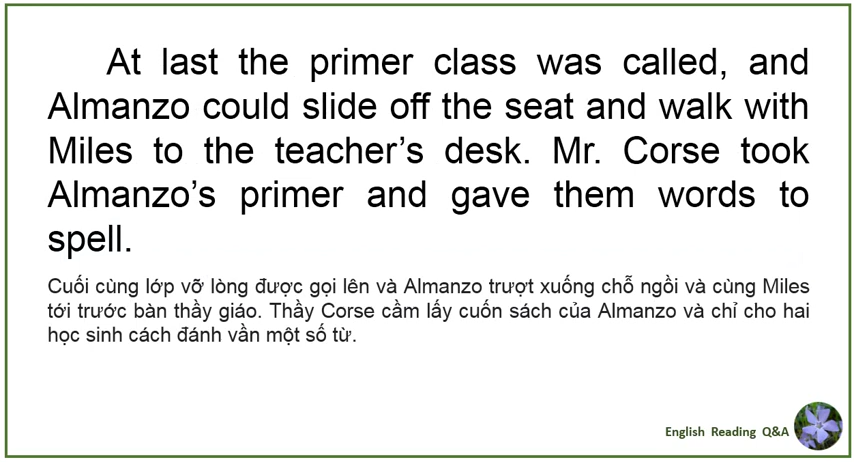 At last the primer class was called, and
Almanzo could slide off the seat and walk with
Miles to the teacher’s desk. Mr. Corse took
Almanzo’s primer and gave them words to
spell.
Cuối cùng lớp vỡ lòng được gọi lên và Almanzo trượt xuống chỗ ngồi và cùng Miles
tới trước bàn thầy giáo. Thầy Corse cầm lấy cuốn sách của Almanzo và chỉ cho hai
học sinh cách đánh vần một số từ.
English Reading Q&A